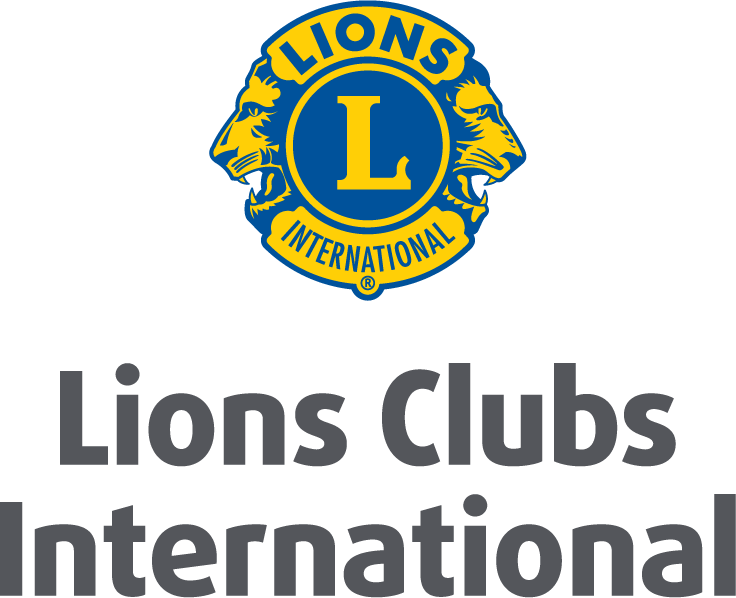 LIONS
L
INTERNATIONAL
®
Lions Clubs
International